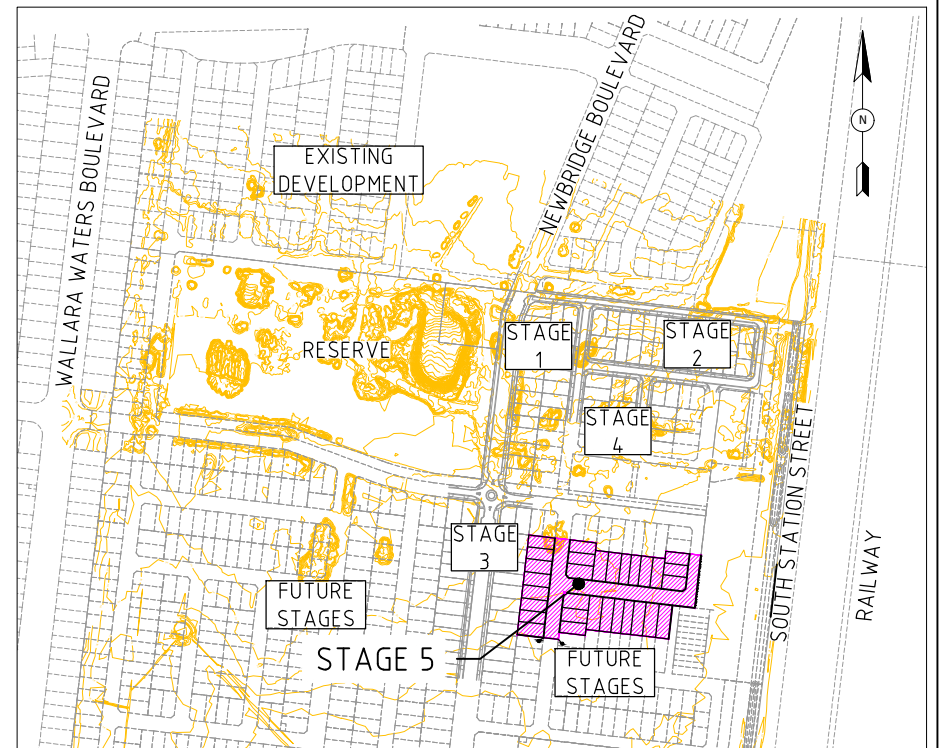 NEWBRIDGE BOULEVARD
WALLARA WATERS BOULEVARD
N
EXISTING
DEVELOPMENT
STAGE
1
STAGE
2
RESERVE
STAGE
4
SOUTH STATION STREET
RAILWAY
STAGE
3
FUTURE
STAGES
STAGE 5
FUTURE
STAGES